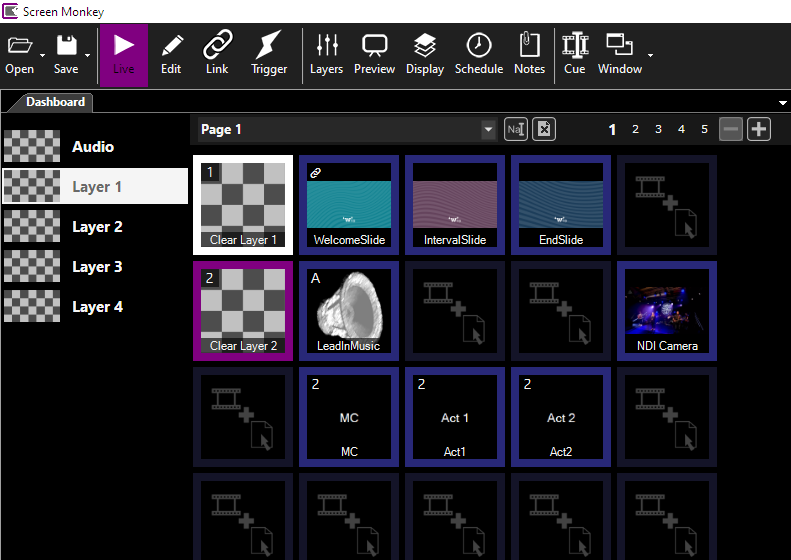 Screen Monkey
Open Save Live Edit Link Trigger Layers Preview Display Schedule Notes Cue Window
Dashboard
Page 1 NaI 1 2 3 4 5
Audio
Layer 1
Layer 2
Layer 3
Layer 4
1
Clear Layer 1 WelcomeSlide IntervalSlide EndSlide
2 A
Clear Layer 2 LeadInMusic NDI Camera
2 2 2
MC Act 1 Act 2
MC Act1 Act2